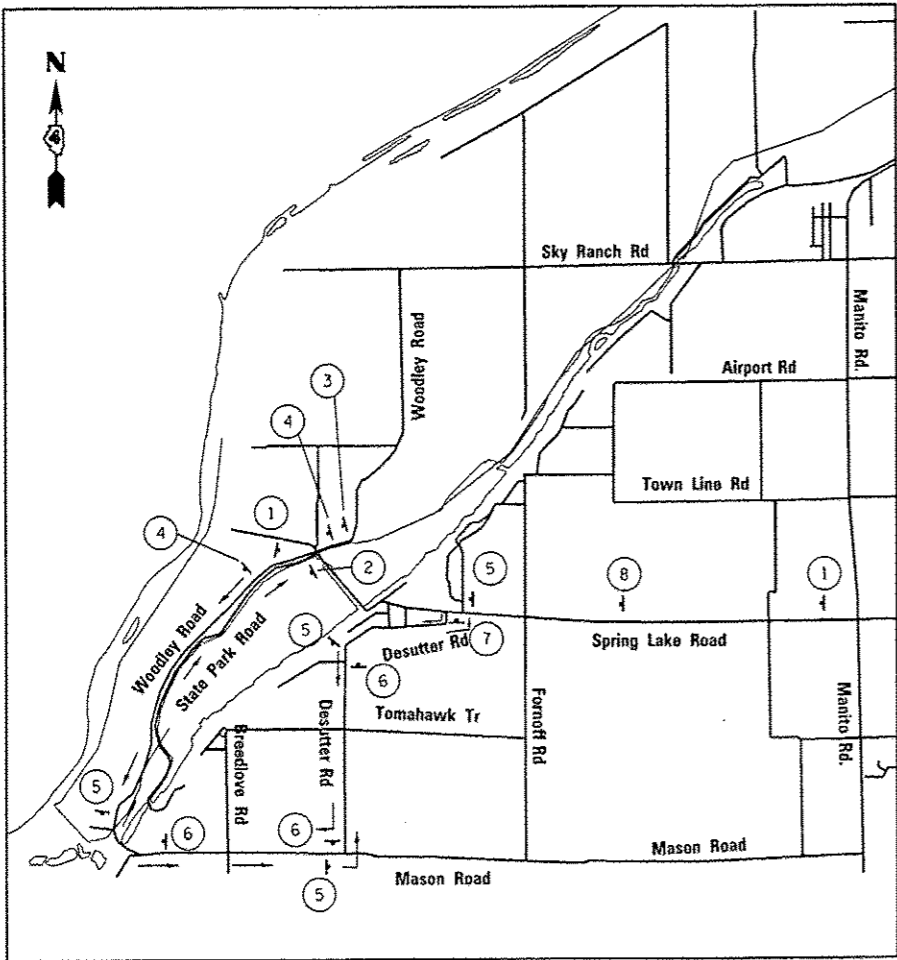 N
4
Sky Ranch Rd
Woodley Road
Manito Rd.
Airport Rd
3
4
Town Line Rd
1
4
2
5
8
1
Woodley Road
State Park Road
5
7
Desutter Rd
Spring Lake Road
6
Tomahawk Tr
Desutter Rd
Fornoff Rd
Manito Rd.
Breedlove Rd
5
6
6
Mason Road
Mason Road
5